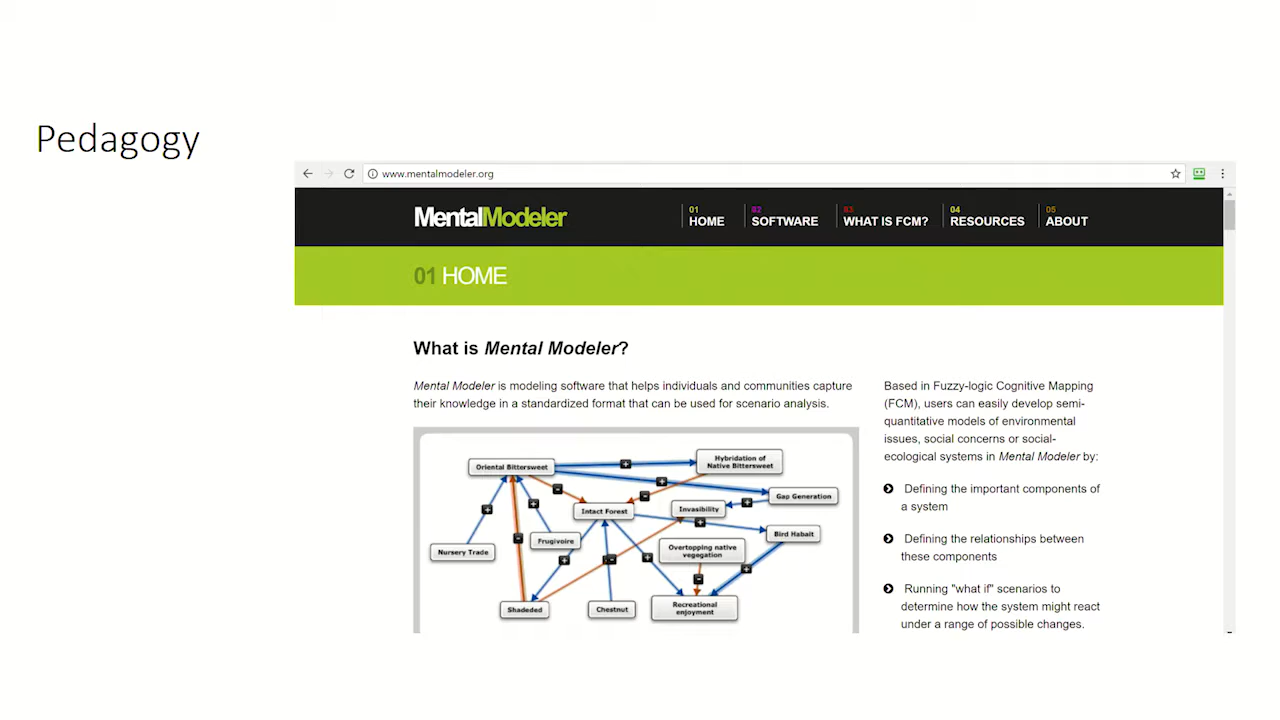 Pedagogy
www.mentalmodeler.org
MentalModeler
01
HOME
02
SOFTWARE
03
WHAT IS FCM?
04
RESOURCES
05
ABOUT
01 HOME
What is Mental Modeler?
Mental Modeler is modeling software that helps individuals and communities capture
their knowledge in a standardized format that can be used for scenario analysis.
Oriental Bittersweet
Hybridation of
Native Bittersweet
Gap Generation
Intact Forest
Invasibility
Bird Habait
Frugivoire
Nursery Trade
Overtopping native
vegegation
Shadeded
Chestnut
Recreational
enjoyment
Based in Fuzzy-logic Cognitive Mapping
(FCM), users can easily develop semi-
quantitative models of environmental
issues, social concerns or social-
ecological systems in Mental Modeler by:
Defining the important components of
a system
Defining the relationships between
these components
Running "what if" scenarios to
determine how the system might react
under a range of possible changes.